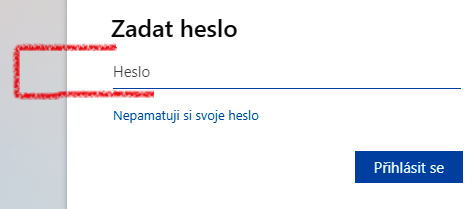 Zadat heslo
Heslo
Nepamatuji si svoje heslo
Přihlásit se